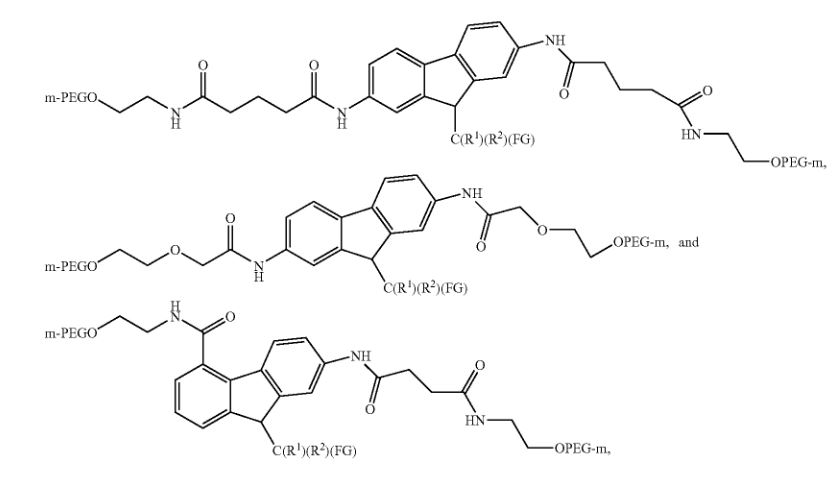 O O NH
m-PEGO N H N H O O
C(R¹)(R²)(FG) HN
OPEG-m,
O NH
m-PEGO O N H O O OPEG-m, and
C(R¹)(R²)(FG)
H N O
m-PEGO NH O
O HN
C(R¹)(R²)(FG) OPEG-m,